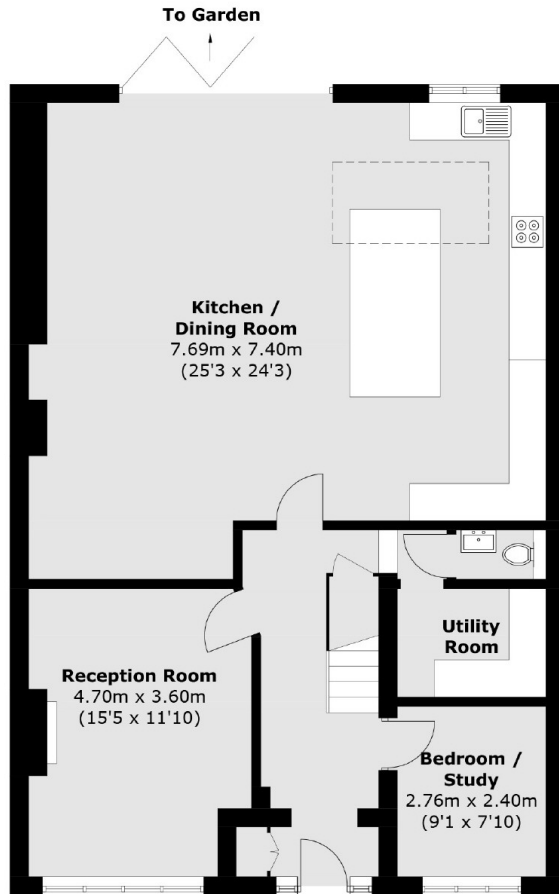 To Garden
Kitchen /
Dining Room
7.69m x 7.40m
(25'3 x 24'3)
Reception Room
4.70m x 3.60m
(15'5 x 11'10)
Utility
Room
Bedroom /
Study
2.76m x 2.40m
(9'1 x 7'10)